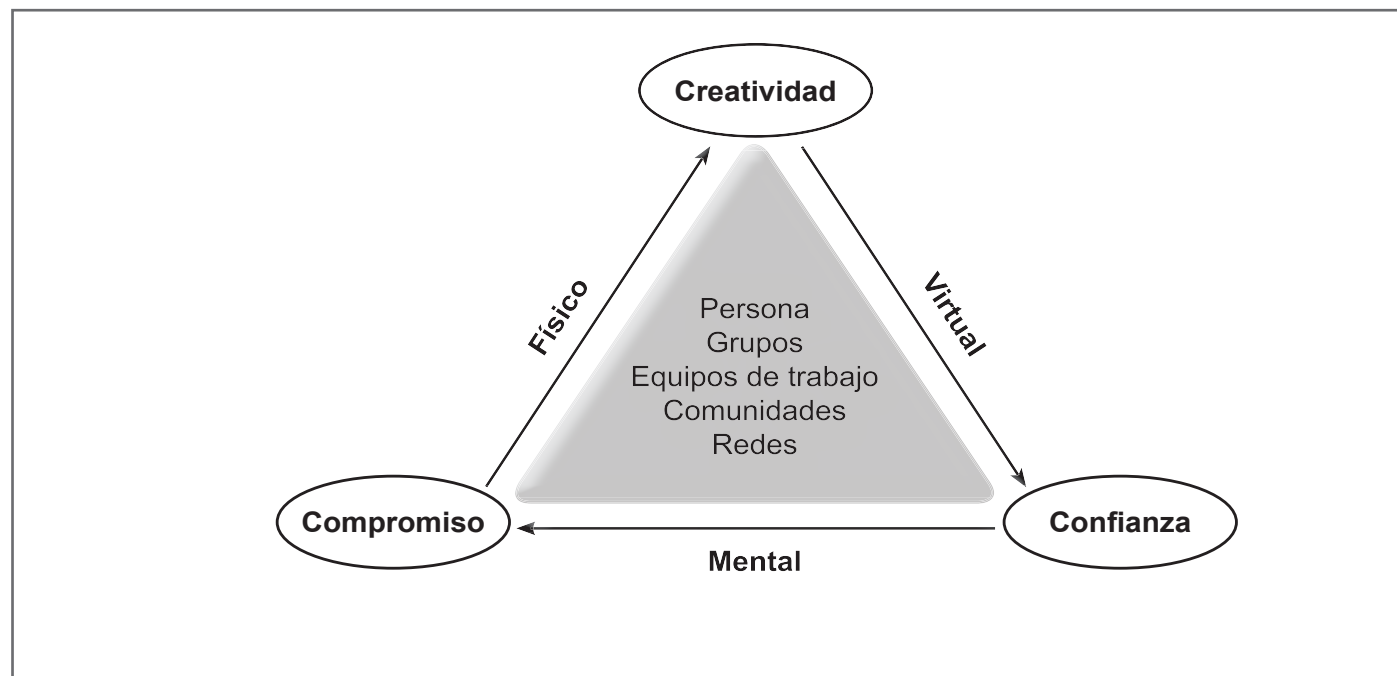 Creatividad
Físico
Virtual
Persona
Grupos
Equipos de trabajo
Comunidades
Redes
Compromiso
Confianza
Mental